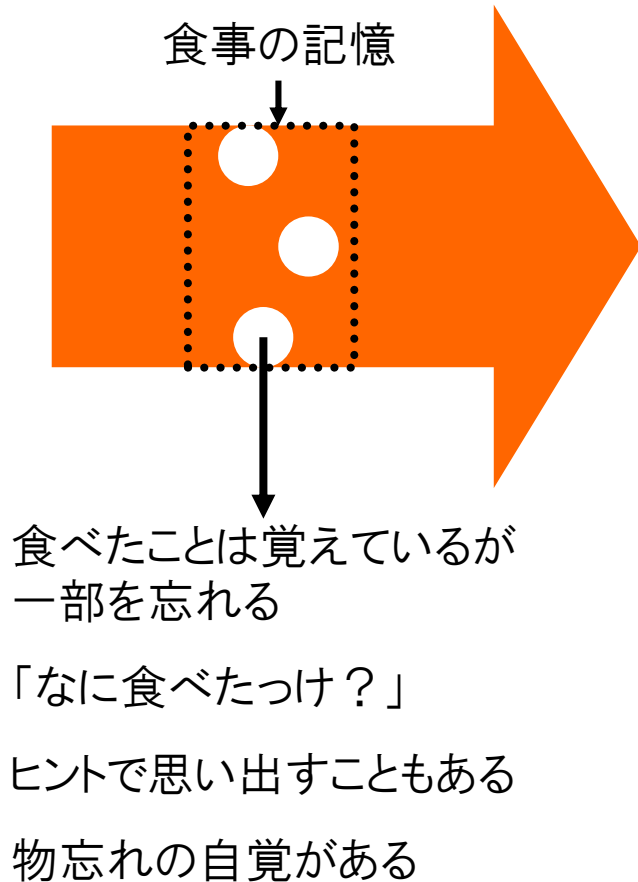 食事の記憶
食べたことは覚えているが
一部を忘れる
「なに食べたっけ？」
ヒントで思い出すこともある
物忘れの自覚がある